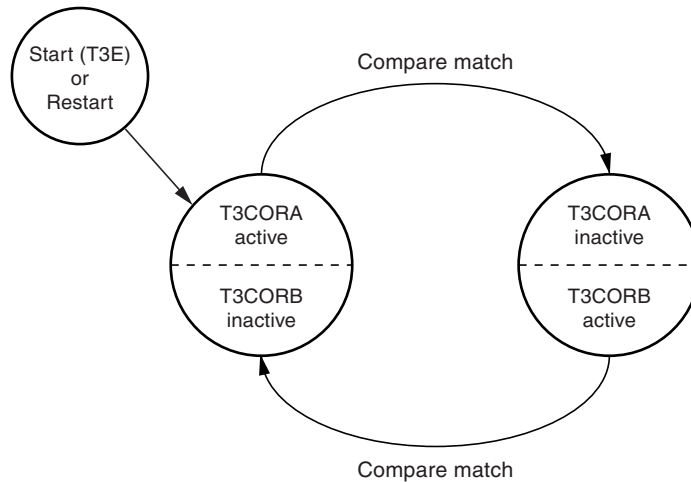 Start (T3E)
or
Restart
Compare match
T3CORA
active
T3CORB
inactive
T3CORA
inactive
T3CORB
active
Compare match